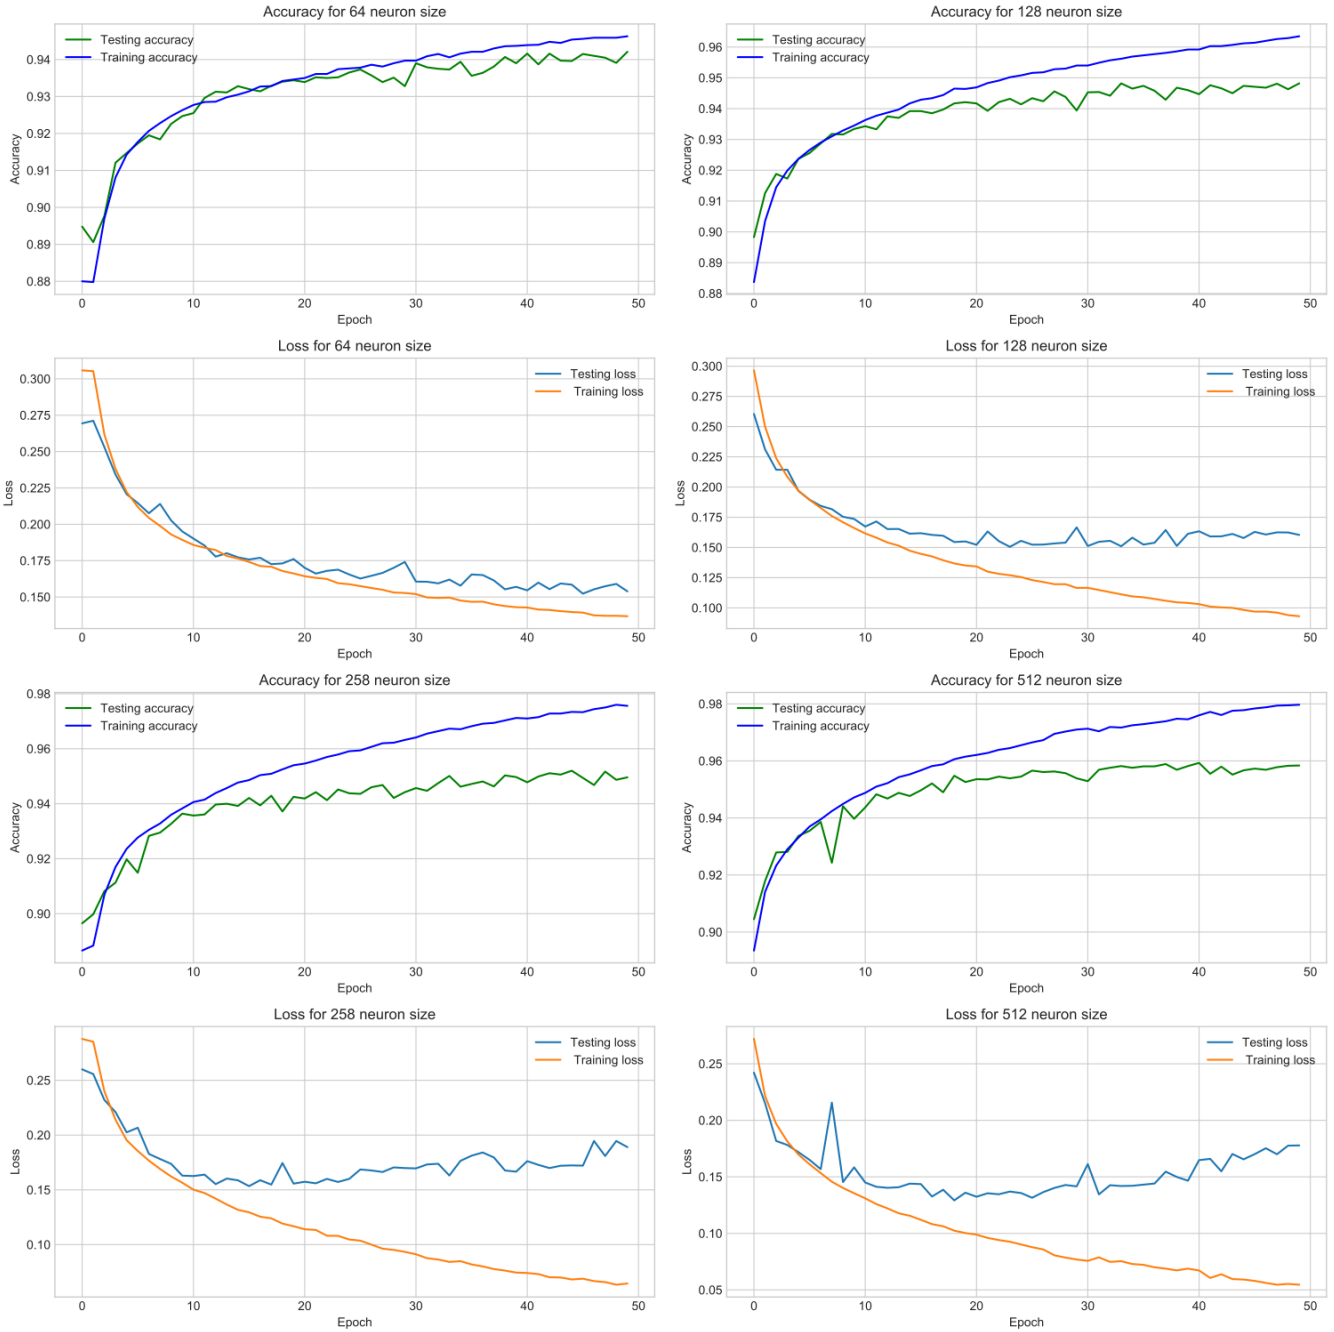 Accuracy for 64 neuron size
Testing accuracy
Training accuracy
0.94
0.93
0.92
0.91
0.90
0.89
0.88
Accuracy
0 10 20 30 40 50
Epoch
Accuracy for 128 neuron size
Testing accuracy
Training accuracy
0.96
0.95
0.94
0.93
0.92
0.91
0.90
0.89
0.88
Accuracy
0 10 20 30 40 50
Epoch
Loss for 64 neuron size
Testing loss
Training loss
0.300
0.275
0.250
0.225
0.200
0.175
0.150
Loss
0 10 20 30 40 50
Epoch
Loss for 128 neuron size
Testing loss
Training loss
0.300
0.275
0.250
0.225
0.200
0.175
0.150
0.125
0.100
Loss
0 10 20 30 40 50
Epoch
Accuracy for 258 neuron size
Testing accuracy
Training accuracy
0.98
0.96
0.94
0.92
0.90
Accuracy
0 10 20 30 40 50
Epoch
Accuracy for 512 neuron size
Testing accuracy
Training accuracy
0.98
0.96
0.94
0.92
0.90
Accuracy
0 10 20 30 40 50
Epoch
Loss for 258 neuron size
Testing loss
Training loss
0.25
0.20
0.15
0.10
Loss
0 10 20 30 40 50
Epoch
Loss for 512 neuron size
Testing loss
Training loss
0.25
0.20
0.15
0.10
0.05
Loss
0 10 20 30 40 50
Epoch